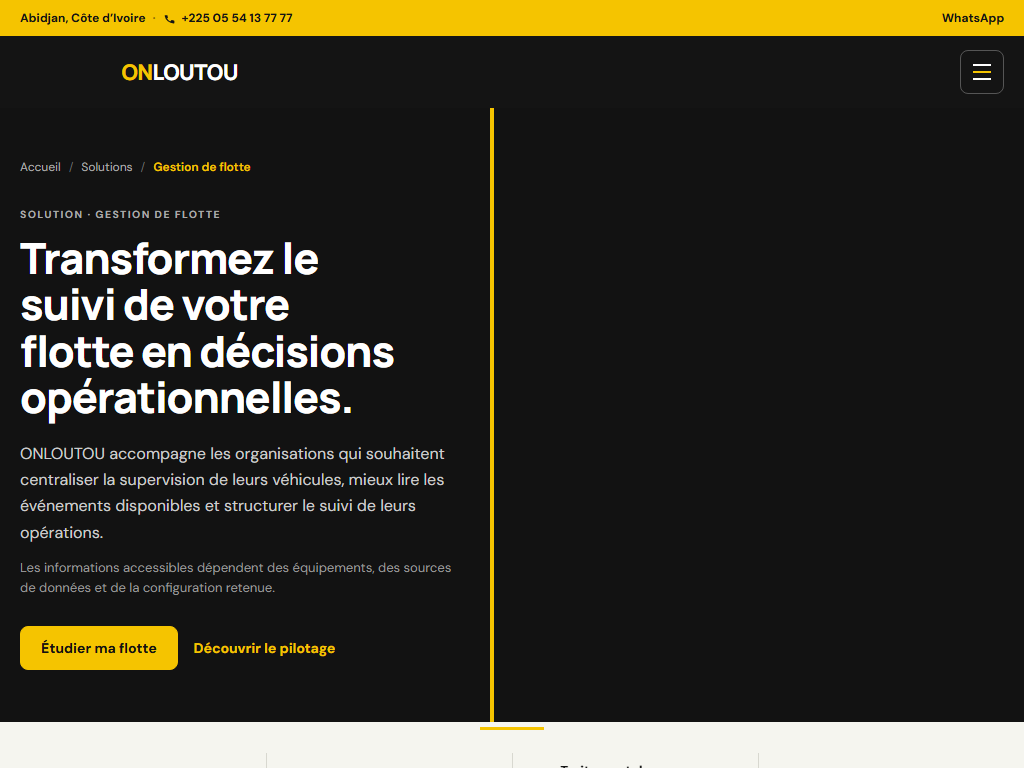 Abidjan, Côte d’Ivoire · +225 05 54 13 77 77
WhatsApp
ONLOUTOU
Accueil / Solutions / Gestion de flotte
SOLUTION · GESTION DE FLOTTE
Transformez le
suivi de votre
flotte en décisions
opérationnelles.
ONLOUTOU accompagne les organisations qui souhaitent
centraliser la supervision de leurs véhicules, mieux lire les
événements disponibles et structurer le suivi de leurs
opérations.
Les informations accessibles dépendent des équipements, des sources
de données et de la configuration retenue.
Étudier ma flotte
Découvrir le pilotage